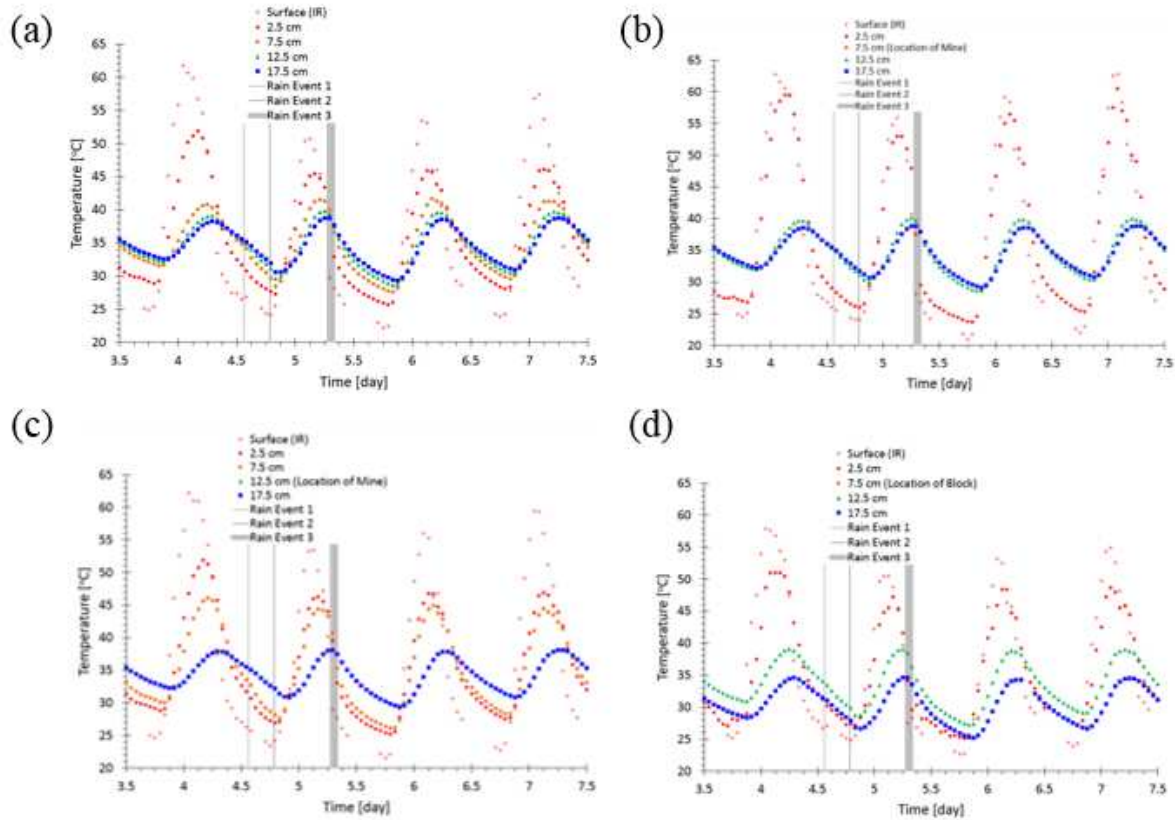 (a)
Surface (IR)
2.5 cm
7.5 cm
12.5 cm
17.5 cm
Rain Event 1
Rain Event 2
Rain Event 3
65
60
55
50
45
40
35
30
25
20
Temperature [°C]
3.5 4 4.5 5 5.5 6 6.5 7 7.5
Time [day]
(b)
Surface (IR)
2.5 cm
7.5 cm (Location of Mine)
12.5 cm
17.5 cm
Rain Event 1
Rain Event 2
Rain Event 3
65
60
55
50
45
40
35
30
25
20
Temperature [°C]
3.5 4 4.5 5 5.5 6 6.5 7 7.5
Time [day]
(c)
Surface (IR)
2.5 cm
7.5 cm
12.5 cm (Location of Mine)
17.5 cm
Rain Event 1
Rain Event 2
Rain Event 3
65
60
55
50
45
40
35
30
25
20
Temperature [°C]
3.5 4 4.5 5 5.5 6 6.5 7 7.5
Time [day]
(d)
Surface (IR)
2.5 cm
7.5 cm (Location of Block)
12.5 cm
17.5 cm
Rain Event 1
Rain Event 2
Rain Event 3
65
60
55
50
45
40
35
30
25
20
Temperature [°C]
3.5 4 4.5 5 5.5 6 6.5 7 7.5
Time [day]